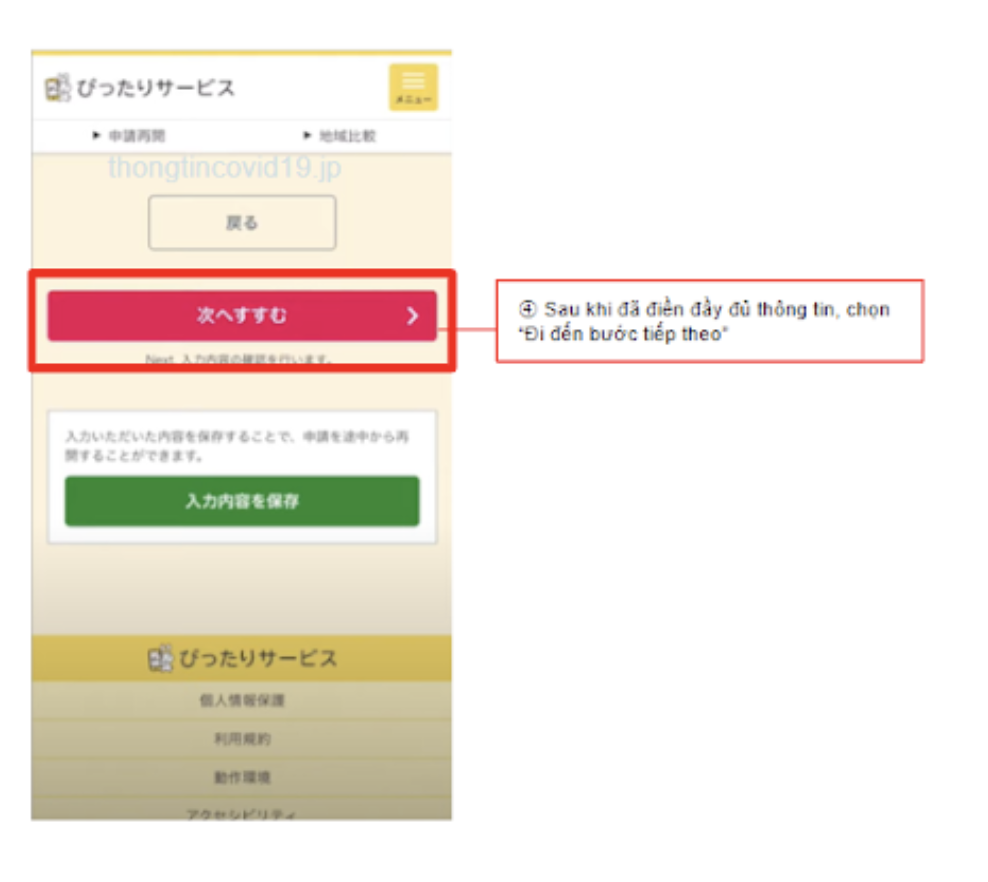 ぴったりサービス
メニュー
▶ 申請再開
▶ 地域比較
thongtincovid19.jp
戻る
次へすすむ
Next 入力内容の確認を行います。
④ Sau khi đã điền đầy đủ thông tin, chọn
"Đi đến bước tiếp theo"
入力いただいた内容を保存することで、申請を途中から再
開することができます。
入力内容を保存
ぴったりサービス
個人情報保護
利用規約
動作環境
アクセシビリティ